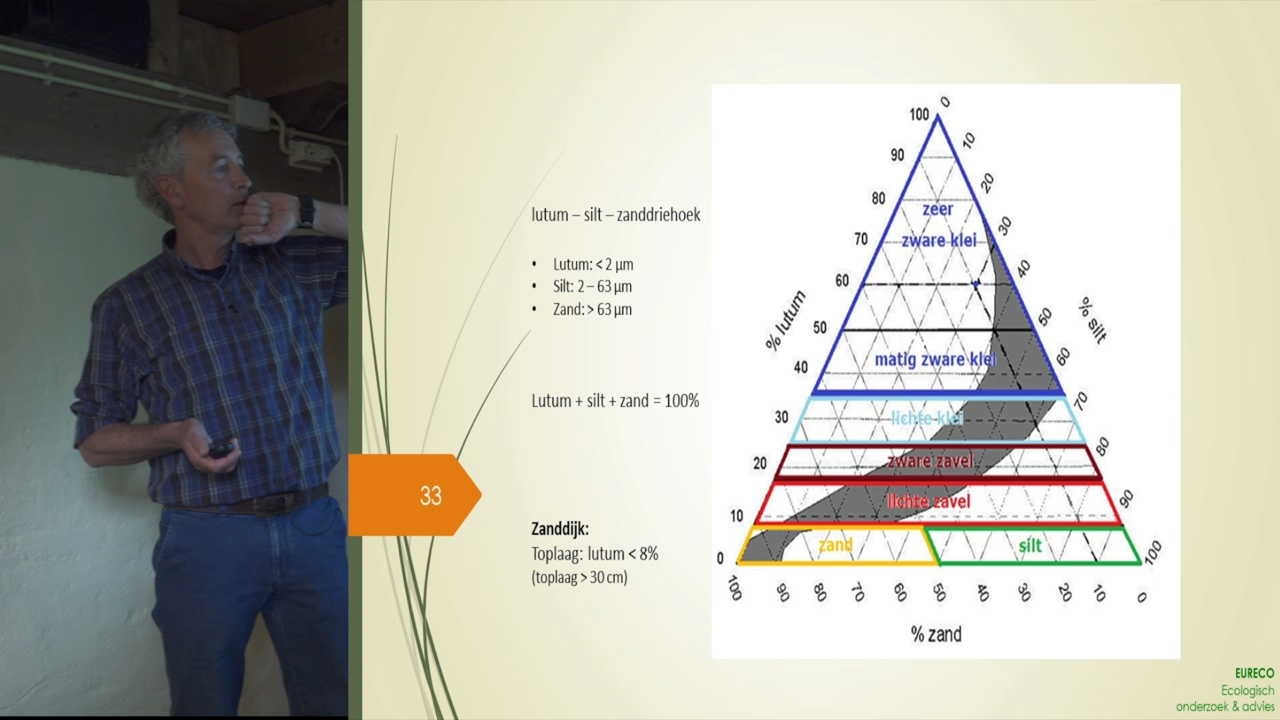 lutum – silt – zanddriehoek
• Lutum: < 2 µm
• Silt: 2 – 63 µm
• Zand: > 63 µm
Lutum + silt + zand = 100%
33
Zanddijk:
Toplaag: lutum < 8%
(toplaag > 30 cm)
100
90
80
70
60
50
40
30
20
10
0
% lutum
0
10
20
30
40
50
60
70
80
90
100
% silt
zeer
zware klei
matig zware klei
lichte klei
zware zavel
lichte zavel
zand
silt
100 90 80 70 60 50 40 30 20 10 0
% zand
EURECO
Ecologisch
onderzoek & advies